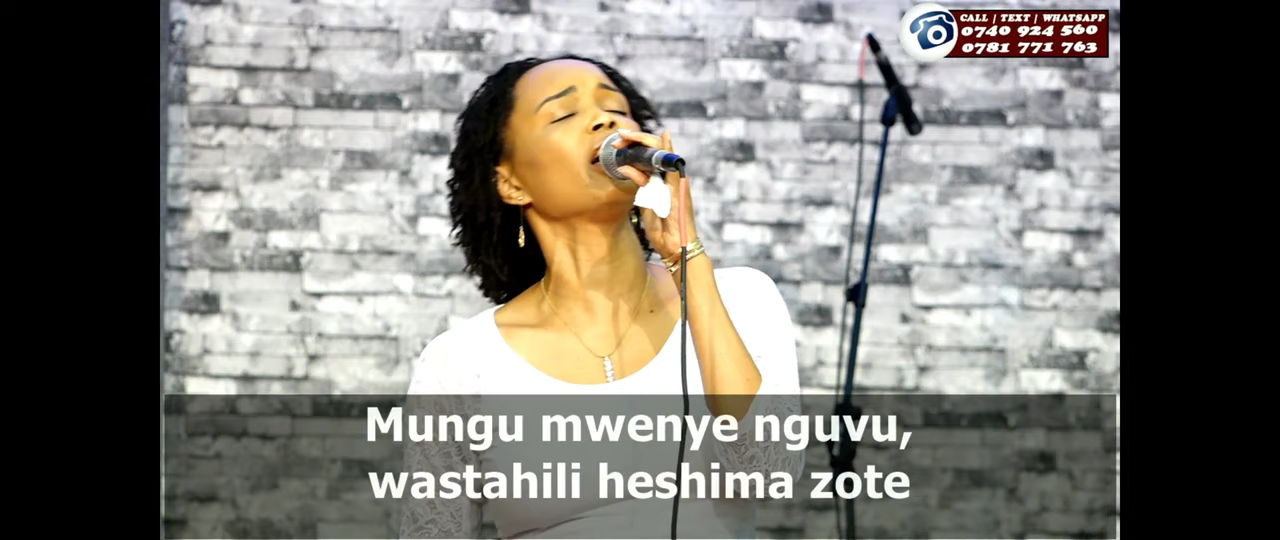 CALL | TEXT | WHATSAPP
0740 924 560
0781 771 763
Mungu mwenye nguvu,
wastahili heshima zote